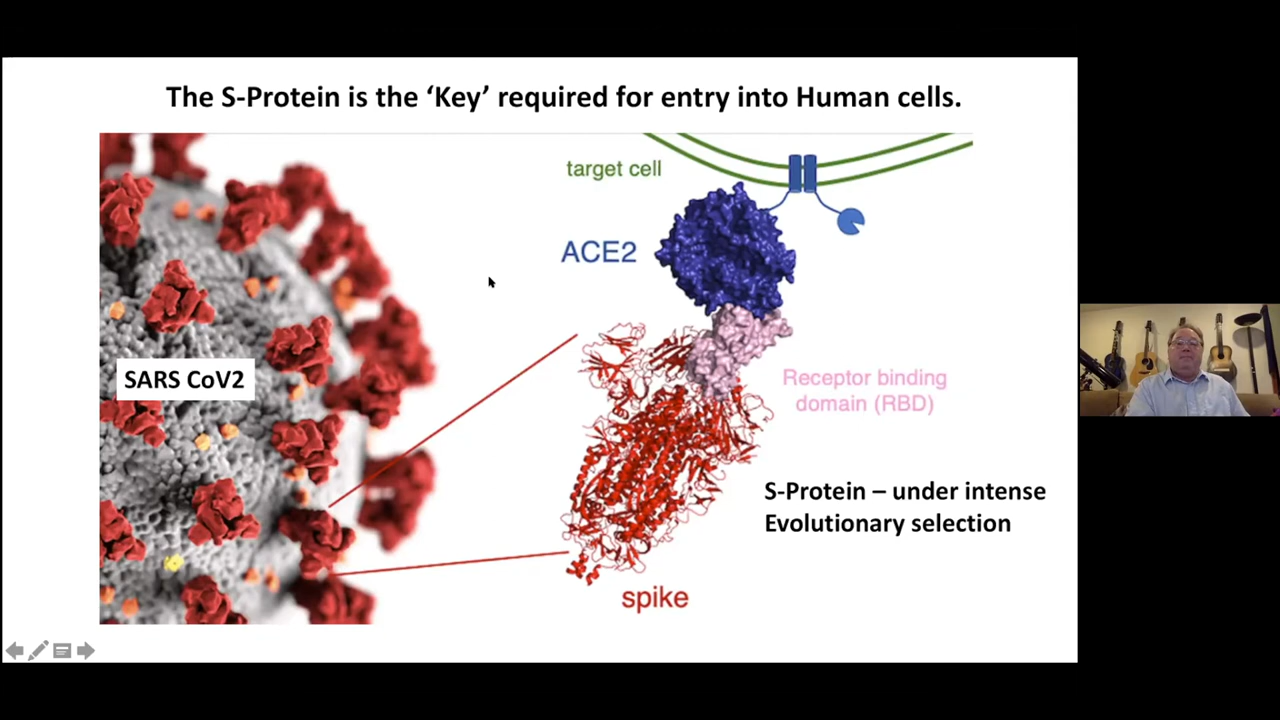 The S-Protein is the ‘Key’ required for entry into Human cells.
target cell
ACE2
SARS CoV2
Receptor binding
domain (RBD)
S-Protein – under intense
Evolutionary selection
spike